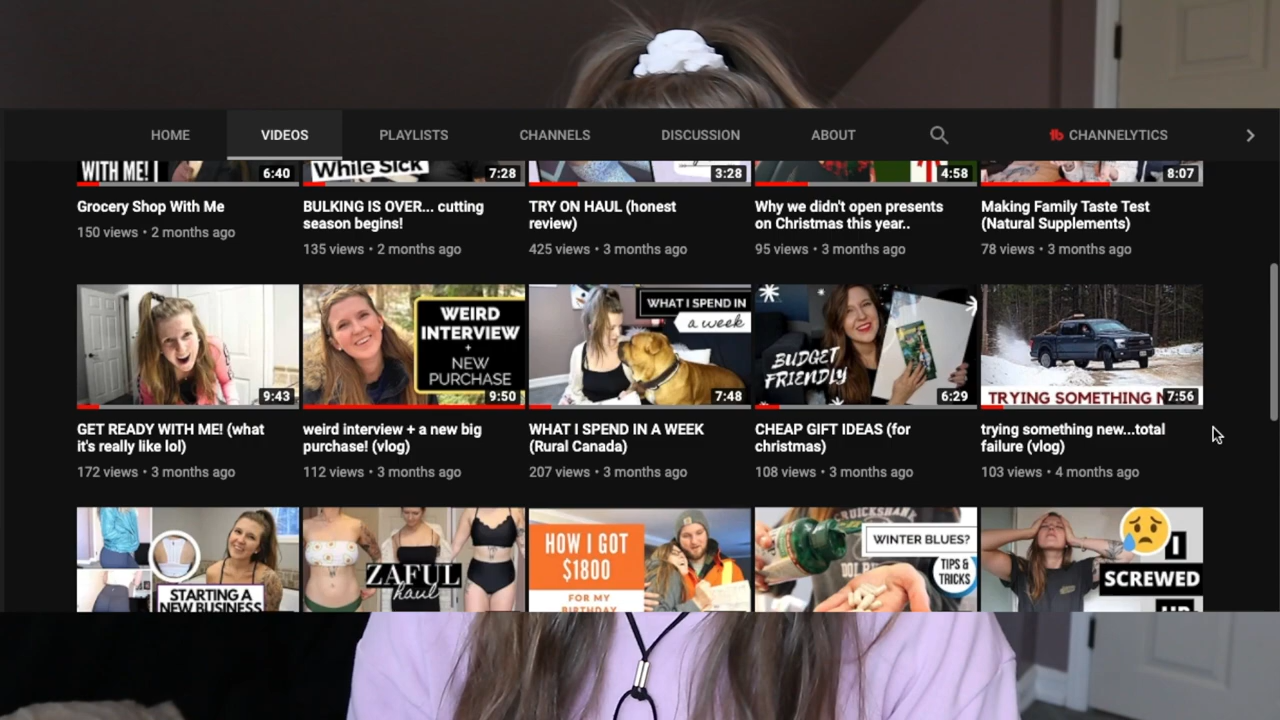 HOME VIDEOS PLAYLISTS CHANNELS DISCUSSION ABOUT CHANNELYTICS
WITH ME! 6:40
While Sick 7:28
3:28
4:58
8:07
Grocery Shop With Me
150 views • 2 months ago
BULKING IS OVER... cutting
season begins!
135 views • 2 months ago
TRY ON HAUL (honest
review)
425 views • 3 months ago
Why we didn't open presents
on Christmas this year..
95 views • 3 months ago
Making Family Taste Test
(Natural Supplements)
78 views • 3 months ago
9:43
WEIRD
INTERVIEW
+
NEW
PURCHASE
9:50
WHAT I SPEND IN
a week
7:48
BUDGET
FRIENDLY
6:29
TRYING SOMETHING N
7:56
GET READY WITH ME! (what
it's really like lol)
172 views • 3 months ago
weird interview + a new big
purchase! (vlog)
112 views • 3 months ago
WHAT I SPEND IN A WEEK
(Rural Canada)
207 views • 3 months ago
CHEAP GIFT IDEAS (for
christmas)
108 views • 3 months ago
trying something new...total
failure (vlog)
103 views • 4 months ago
STARTING A
NEW BUSINESS
ZAFUL
haul
HOW I GOT
$1800
FOR MY
BIRTHDAY
WINTER BLUES?
TIPS &
TRICKS
I
SCREWED
UP